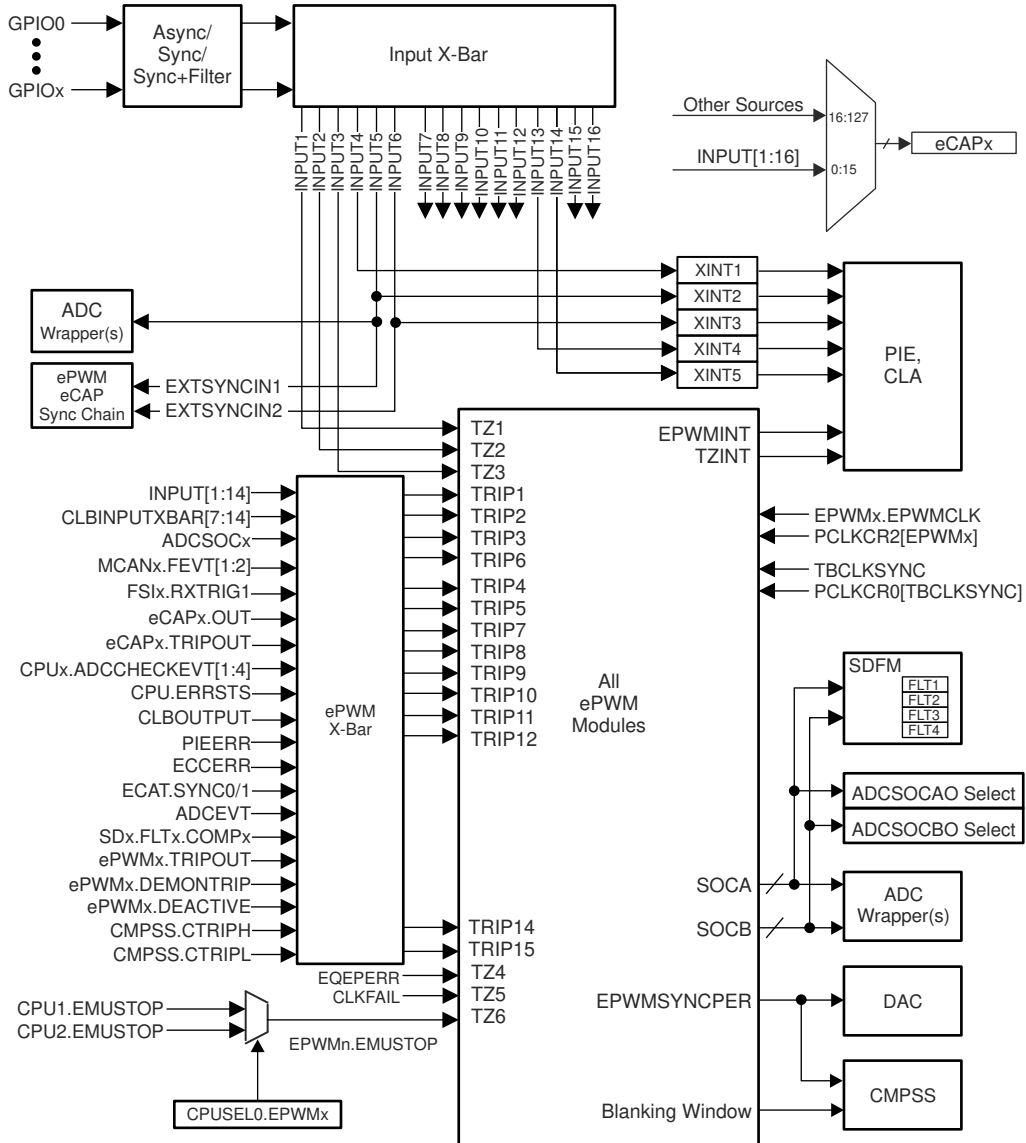 GPIO0
GPIOx
Async/
Sync/
Sync+Filter
Input X-Bar
INPUT1
INPUT2
INPUT3
INPUT4
INPUT5
INPUT6
INPUT7
INPUT8
INPUT9
INPUT10
INPUT11
INPUT12
INPUT13
INPUT14
INPUT15
INPUT16
Other Sources
INPUT[1:16]
16:127
0:15
eCAPx
XINT1
XINT2
XINT3
XINT4
XINT5
PIE,
CLA
ADC
Wrapper(s)
ePWM
eCAP
Sync Chain
EXTSYNCIN1
EXTSYNCIN2
TZ1
TZ2
TZ3
TRIP1
TRIP2
TRIP3
TRIP6
TRIP4
TRIP5
TRIP7
TRIP8
TRIP9
TRIP10
TRIP11
TRIP12
TRIP14
TRIP15
TZ4
TZ5
TZ6
EPWMINT
TZINT
INPUT[1:14]
CLBINPUTXBAR[7:14]
ADCSOCx
MCANx.FEVT[1:2]
FSIx.RXTRIG1
eCAPx.OUT
eCAPx.TRIPOUT
CPUx.ADCCHECKEVT[1:4]
CPU.ERRSTS
CLBOUTPUT
PIEERR
ECCERR
ECAT.SYNC0/1
ADCEVT
SDx.FLTx.COMPx
ePWMx.TRIPOUT
ePWMx.DEMONTRIP
ePWMx.DEACTIVE
CMPSS.CTRIPH
CMPSS.CTRIPL
ePWM
X-Bar
EQEPERR
CLKFAIL
CPU1.EMUSTOP
CPU2.EMUSTOP
EPWMn.EMUSTOP
CPUSEL0.EPWMx
All
ePWM
Modules
EPWMx.EPWMCLK
PCLKCR2[EPWMx]
TBCLKSYNC
PCLKCR0[TBCLKSYNC]
SDFM
FLT1
FLT2
FLT3
FLT4
ADCSOCAO Select
ADCSOCBO Select
SOCA
SOCB
ADC
Wrapper(s)
EPWMSYNCPER
DAC
CMPSS
Blanking Window